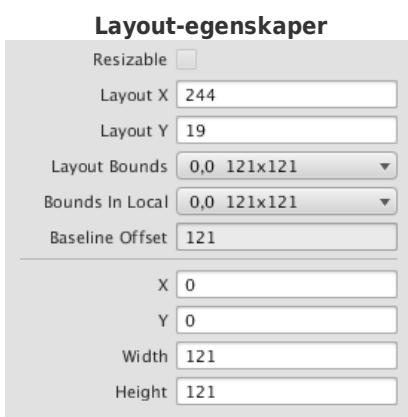 Layout-egenskaper
Resizable
Layout X 244
Layout Y 19
Layout Bounds 0,0 121x121
Bounds In Local 0,0 121x121
Baseline Offset 121
X 0
Y 0
Width 121
Height 121